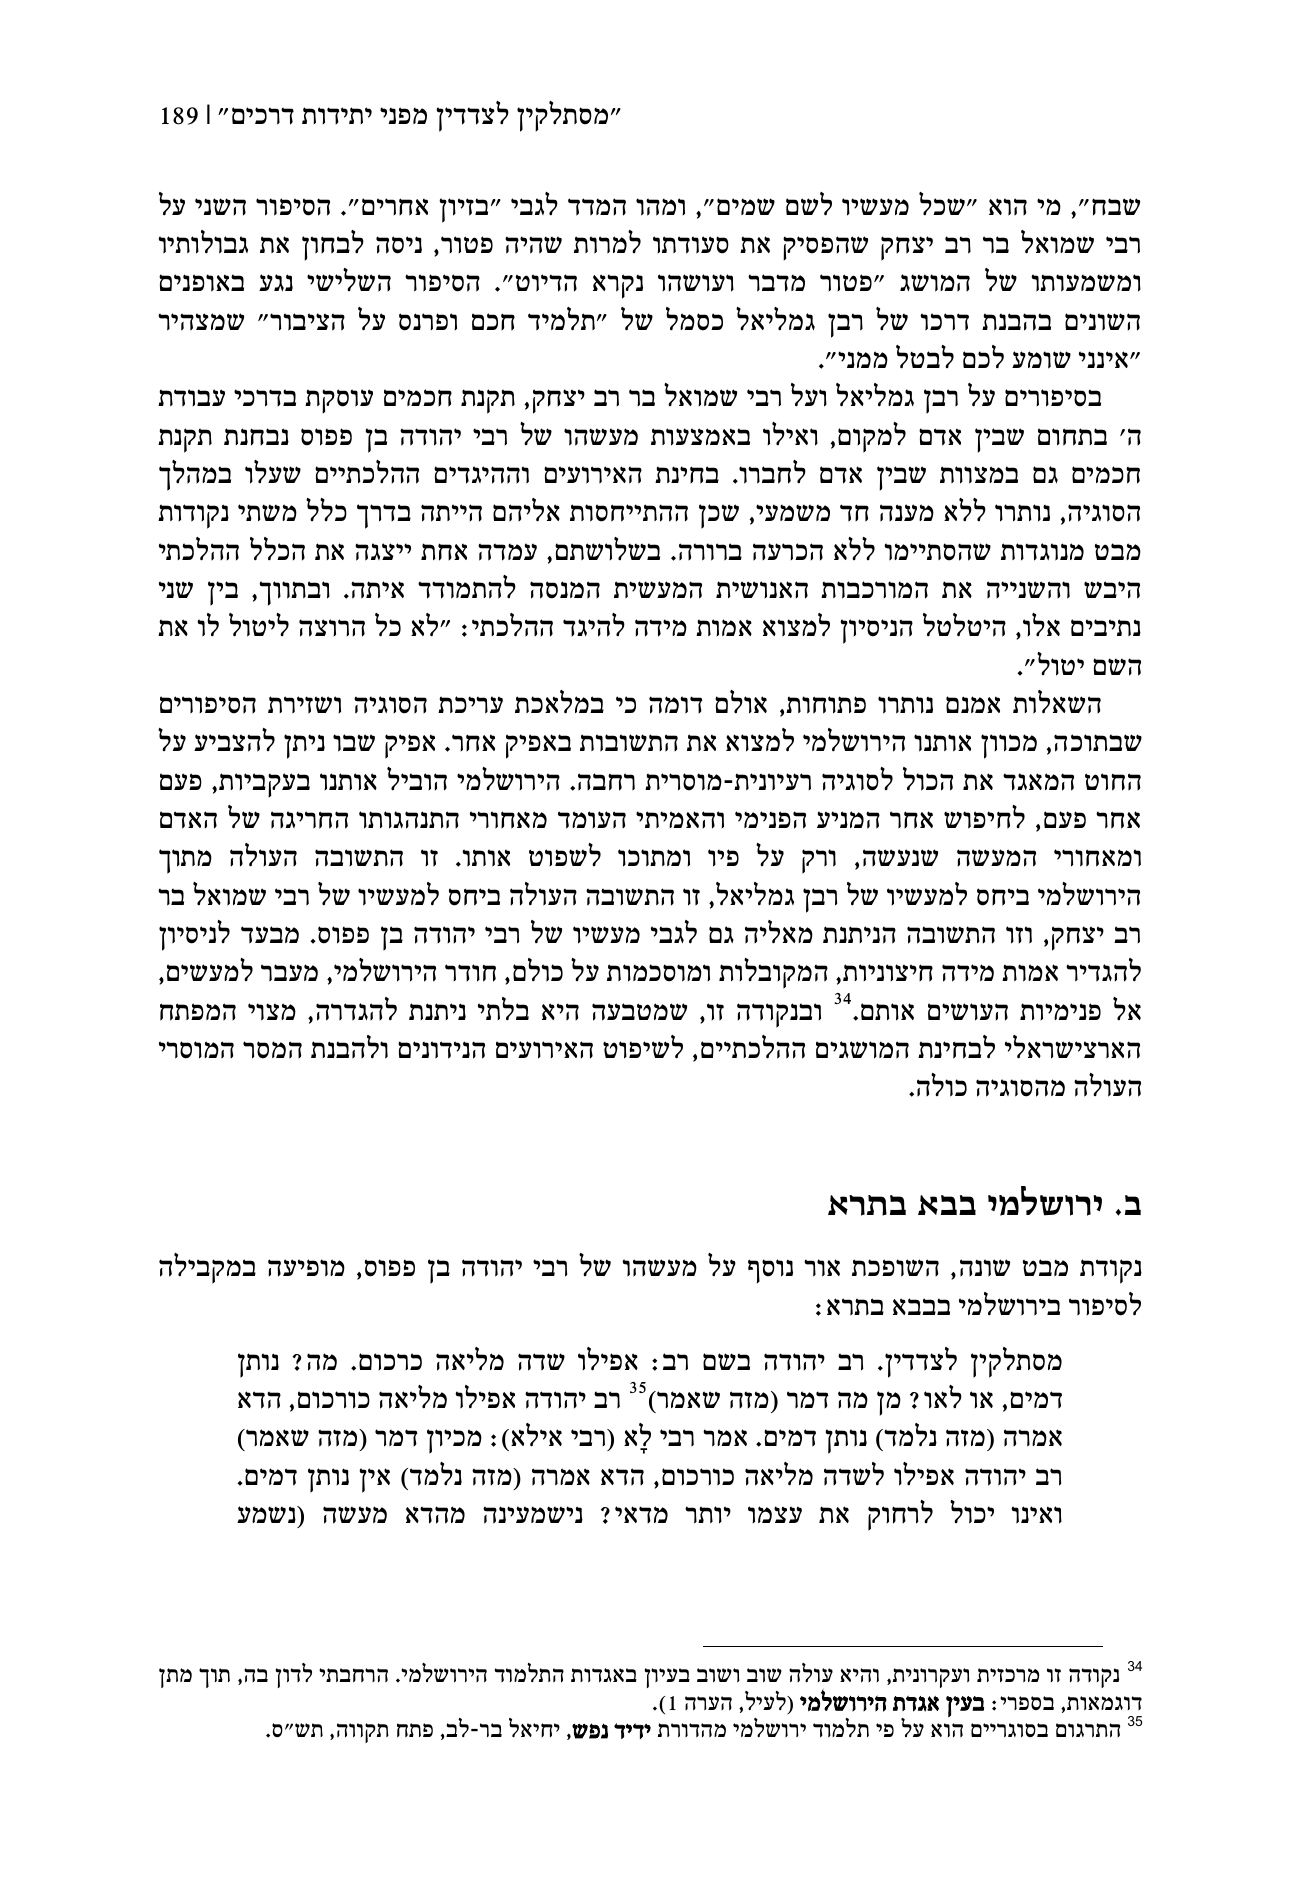 "מסתלקין לצדדין מפני יתידות דרכים" | 189
שבח", מי הוא "שכל מעשיו לשם שמים", ומהו המדד לגבי "בזיון אחרים". הסיפור השני על
רבי שמואל בר רב יצחק שהפסיק את סעודתו למרות שהיה פטור, ניסה לבחון את גבולותיו
ומשמעותו של המושג "פטור מדבר ועושהו נקרא הדיוט". הסיפור השלישי נגע באופנים
השונים בהבנת דרכו של רבן גמליאל כסמל של "תלמיד חכם ופרנס על הציבור" שמצהיר
"אינני שומע לכם לבטל ממני".
בסיפורים על רבן גמליאל ועל רבי שמואל בר רב יצחק, תקנת חכמים עוסקת בדרכי עבודת
ה' בתחום שבין אדם למקום, ואילו באמצעות מעשהו של רבי יהודה בן פפוס נבחנת תקנת
חכמים גם במצוות שבין אדם לחברו. בחינת האירועים וההיגדים ההלכתיים שעלו במהלך
הסוגיה, נותרו ללא מענה חד משמעי, שכן ההתייחסות אליהם הייתה בדרך כלל משתי נקודות
מבט מנוגדות שהסתיימו ללא הכרעה ברורה. בשלושתם, עמדה אחת ייצגה את הכלל ההלכתי
היבש והשנייה את המורכבות האנושית המעשית המנסה להתמודד איתה. ובתווך, בין שני
נתיבים אלו, היטלטל הניסיון למצוא אמות מידה להיגד ההלכתי: "לא כל הרוצה ליטול לו את
השם יטול".
השאלות אמנם נותרו פתוחות, אולם דומה כי במלאכת עריכת הסוגיה ושזירת הסיפורים
שבתוכה, מכוון אותנו הירושלמי למצוא את התשובות באפיק אחר. אפיק שבו ניתן להצביע על
החוט המאגד את הכול לסוגיה רעיונית-מוסרית רחבה. הירושלמי הוביל אותנו בעקביות, פעם
אחר פעם, לחיפוש אחר המניע הפנימי והאמיתי העומד מאחורי התנהגותו החריגה של האדם
ומאחורי המעשה שנעשה, ורק על פיו ומתוכו לשפוט אותו. זו התשובה העולה מתוך
הירושלמי ביחס למעשיו של רבן גמליאל, זו התשובה העולה ביחס למעשיו של רבי שמואל בר
רב יצחק, וזו התשובה הניתנת מאליה גם לגבי מעשיו של רבי יהודה בן פפוס. מבעד לניסיון
להגדיר אמות מידה חיצוניות, המקובלות ומוסכמות על כולם, חודר הירושלמי, מעבר למעשים,
אל פנימיות העושים אותם.34 ובנקודה זו, שמטבעה היא בלתי ניתנת להגדרה, מצוי המפתח
הארצישראלי לבחינת המושגים ההלכתיים, לשיפוט האירועים הנידונים ולהבנת המסר המוסרי
העולה מהסוגיה כולה.
ב. ירושלמי בבא בתרא
נקודת מבט שונה, השופכת אור נוסף על מעשהו של רבי יהודה בן פפוס, מופיעה במקבילה
לסיפור בירושלמי בבבא בתרא:
מסתלקין לצדדין. רב יהודה בשם רב: אפילו שדה מליאה כרכום. מה? נותן
דמים, או לאו? מן מה דמר (מזה שאמר)35 רב יהודה אפילו מליאה כורכום, הדא
אמרה (מזה נלמד) נותן דמים. אמר רבי לָא (רבי אילא): מכיון דמר (מזה שאמר)
רב יהודה אפילו לשדה מליאה כורכום, הדא אמרה (מזה נלמד) אין נותן דמים.
ואינו יכול לרחוק את עצמו יותר מדאי? נישמעינה מהדא מעשה (נשמע
34 נקודה זו מרכזית ועקרונית, והיא עולה שוב ושוב בעיון באגדות התלמוד הירושלמי. הרחבתי לדון בה, תוך מתן
דוגמאות, בספרי: בעין אגדת הירושלמי (לעיל, הערה 1).
35 התרגום בסוגריים הוא על פי תלמוד ירושלמי מהדורת ידיד נפש, יחיאל בר-לב, פתח תקווה, תש"ס.